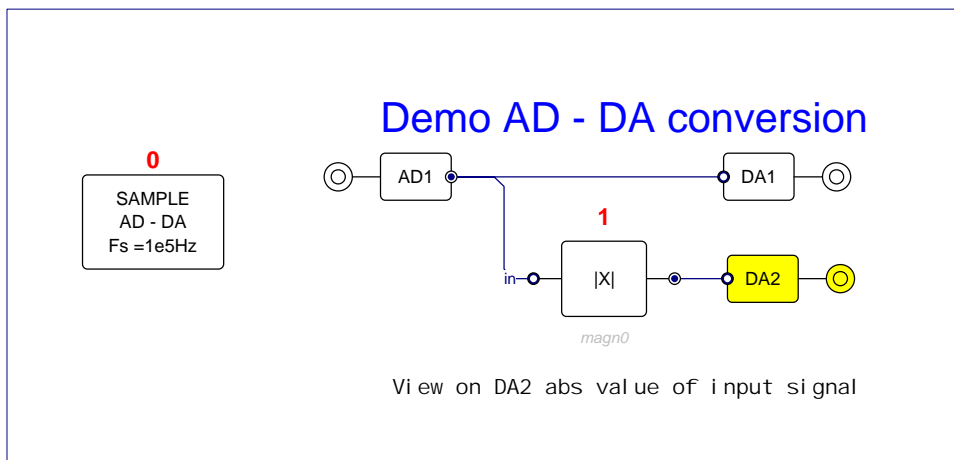 Demo AD - DA conversion
0
SAMPLE
AD - DA
Fs =1e5Hz
AD1
DA1
1
in
|X|
DA2
magn0
View on DA2 abs value of input signal